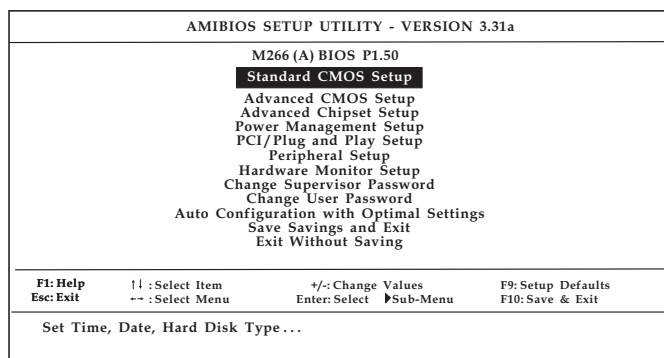 AMIBIOS SETUP UTILITY - VERSION 3.31a
M266 (A) BIOS P1.50
Standard CMOS Setup
Advanced CMOS Setup
Advanced Chipset Setup
Power Management Setup
PCI/Plug and Play Setup
Peripheral Setup
Hardware Monitor Setup
Change Supervisor Password
Change User Password
Auto Configuration with Optimal Settings
Save Savings and Exit
Exit Without Saving
F1: Help ↑↓ : Select Item +/-: Change Values F9: Setup Defaults
Esc: Exit ←→ : Select Menu Enter: Select ▶Sub-Menu F10: Save & Exit
Set Time, Date, Hard Disk Type...